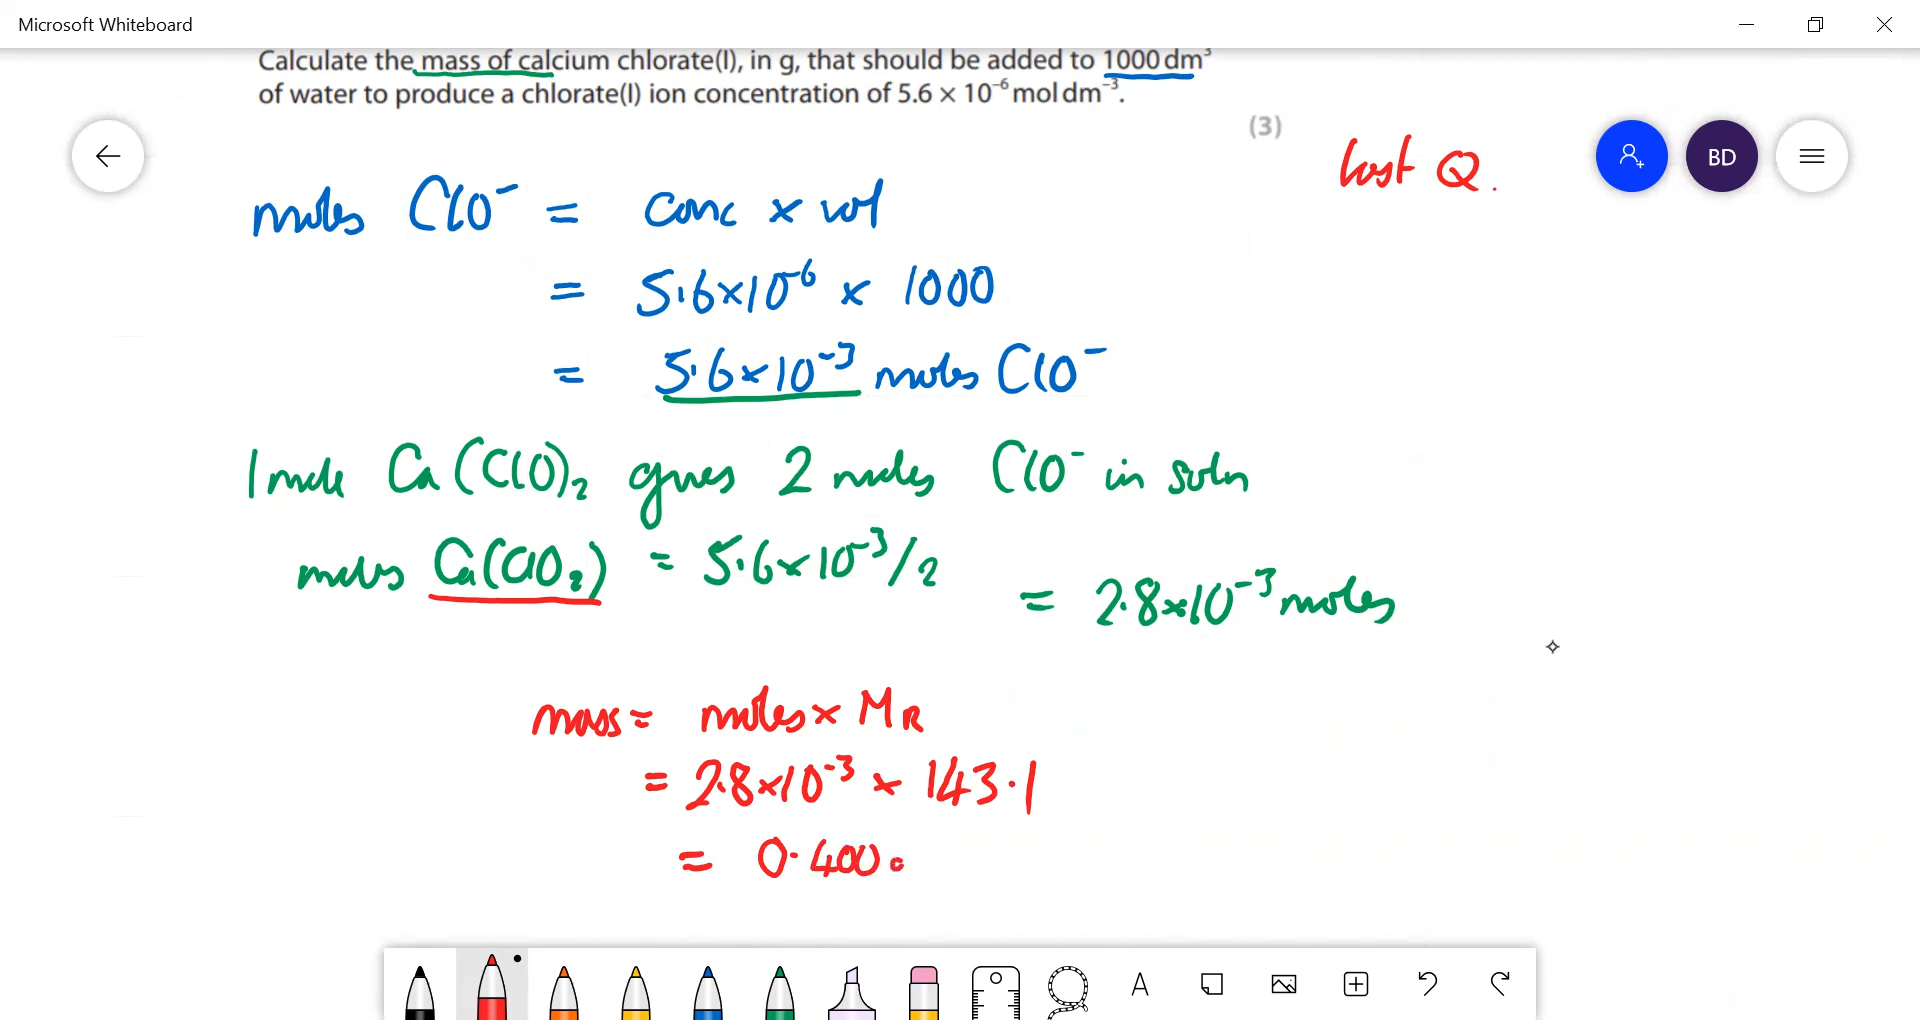 Microsoft Whiteboard
Calculate the mass of calcium chlorate(I), in g, that should be added to 1000 dm³
of water to produce a chlorate(I) ion concentration of 5.6 × 10⁻⁶ mol dm⁻³.
(3)
last Q.
BD
moles ClO⁻ = conc × vol
= 5.6×10⁻⁶ × 1000
= 5.6×10⁻³ moles ClO⁻
1 mole Ca(ClO)₂ gives 2 moles ClO⁻ in soln
moles Ca(ClO₂) = 5.6×10⁻³/2
= 2.8×10⁻³ moles
mass = moles × MR
= 2.8×10⁻³ × 143.1
= 0.400
A